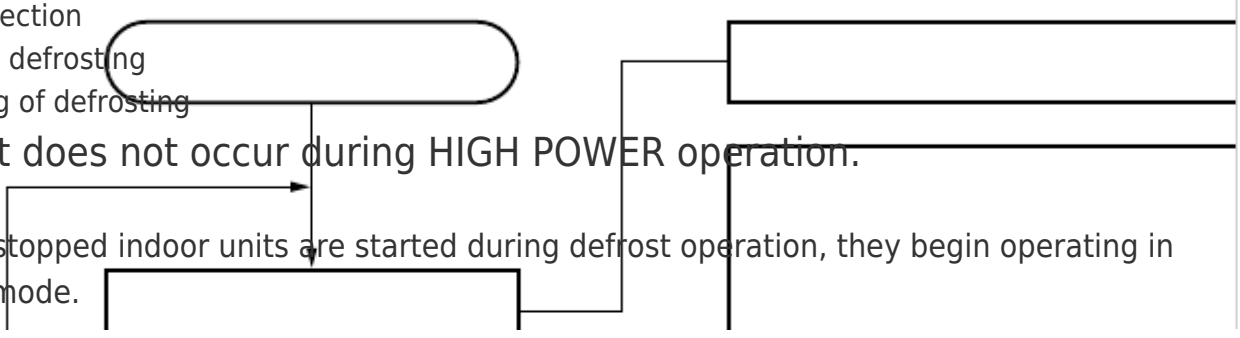 ection
defrosting
g of defrosting
t does not occur during HIGH POWER operation.
stopped indoor units are started during defrost operation, they begin operating in
mode.